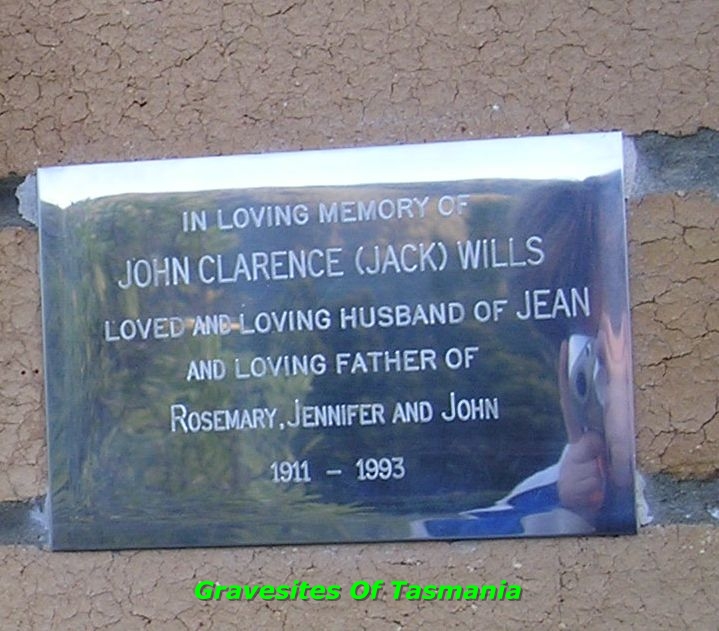 IN LOVING MEMORY OF
JOHN CLARENCE (JACK) WILLS
LOVED AND LOVING HUSBAND OF JEAN
AND LOVING FATHER OF
ROSEMARY, JENNIFER AND JOHN
1911 – 1993
Gravesites Of Tasmania